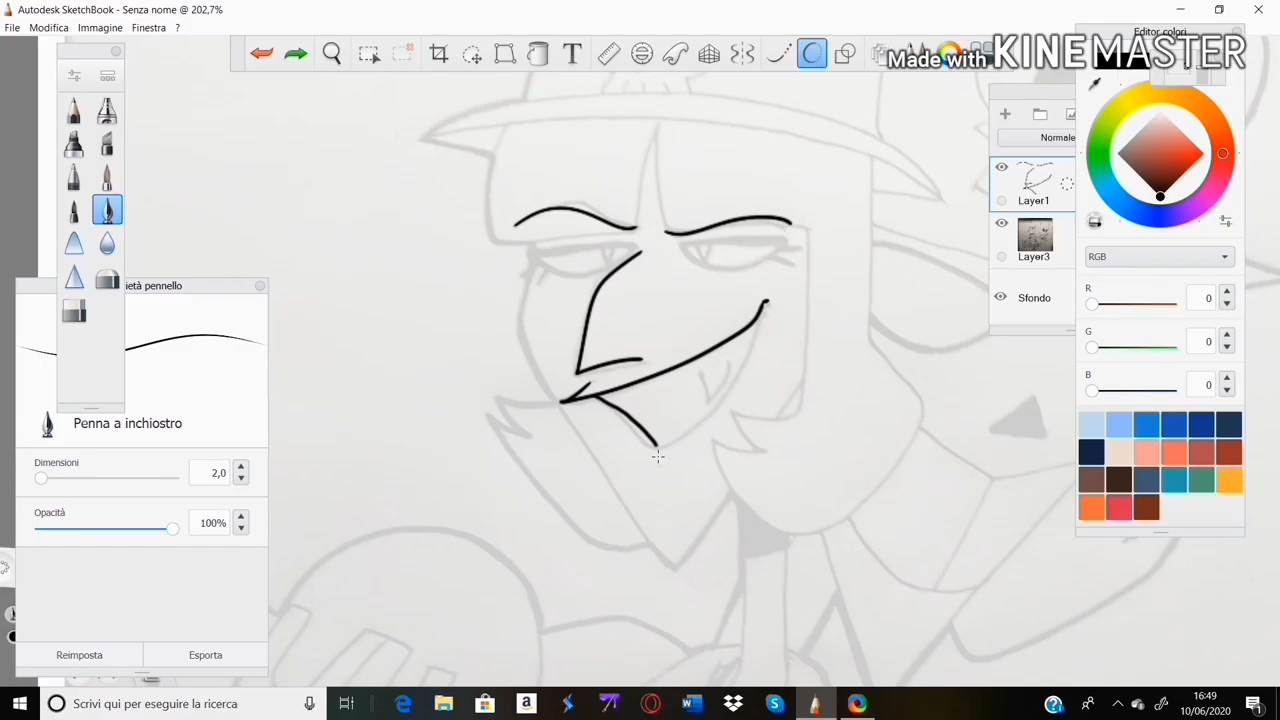 Autodesk SketchBook - Senza nome @ 202,7%
File Modifica Immagine Finestra ?
Editor colori
Made with KINEMASTER
Normale
Layer1
Layer3
Sfondo
RGB
R 0
G 0
B 0
età pennello
Penna a inchiostro
Dimensioni 2,0
Opacità 100%
Reimposta Esporta
Scrivi qui per eseguire la ricerca
16:49
10/06/2020